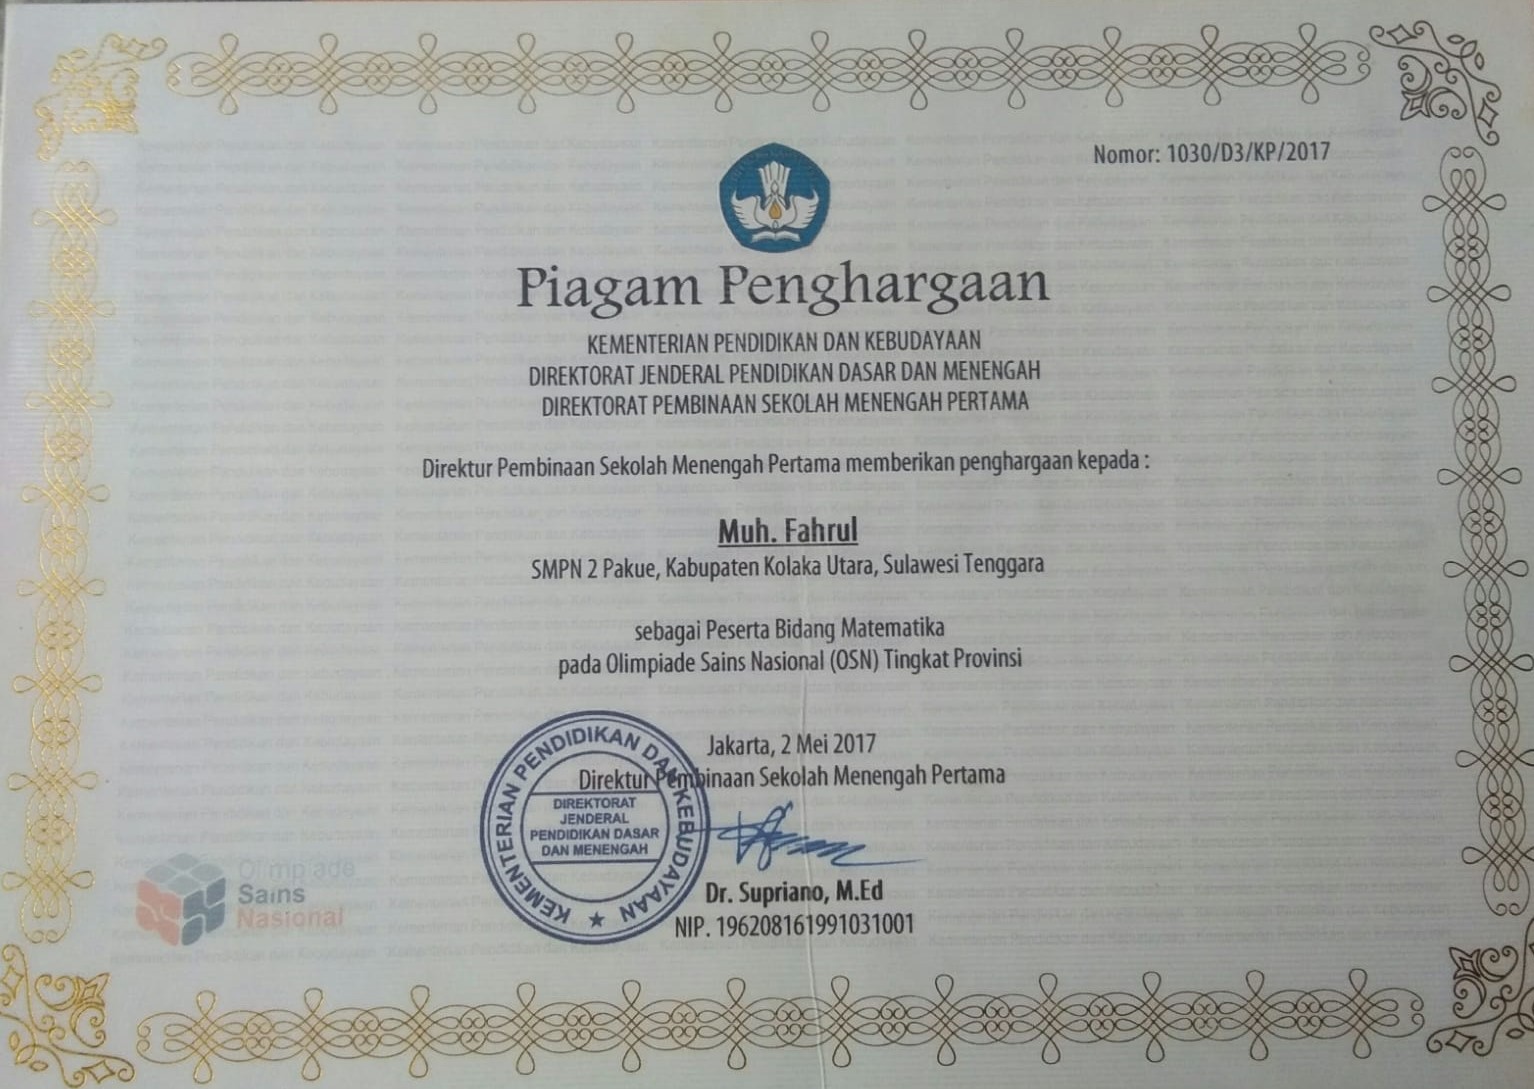 Nomor: 1030/D3/KP/2017
Piagam Penghargaan
KEMENTERIAN PENDIDIKAN DAN KEBUDAYAAN
DIREKTORAT JENDERAL PENDIDIKAN DASAR DAN MENENGAH
DIREKTORAT PEMBINAAN SEKOLAH MENENGAH PERTAMA
Direktur Pembinaan Sekolah Menengah Pertama memberikan penghargaan kepada :
Muh. Fahrul
SMPN 2 Pakue, Kabupaten Kolaka Utara, Sulawesi Tenggara
sebagai Peserta Bidang Matematika
pada Olimpiade Sains Nasional (OSN) Tingkat Provinsi
Jakarta, 2 Mei 2017
Direktur Pembinaan Sekolah Menengah Pertama
KEMENTERIAN PENDIDIKAN DAN KEBUDAYAAN
DIREKTORAT
JENDERAL
PENDIDIKAN DASAR
DAN MENENGAH
Dr. Supriano, M.Ed
NIP. 196208161991031001
Olimpiade
Sains
Nasional